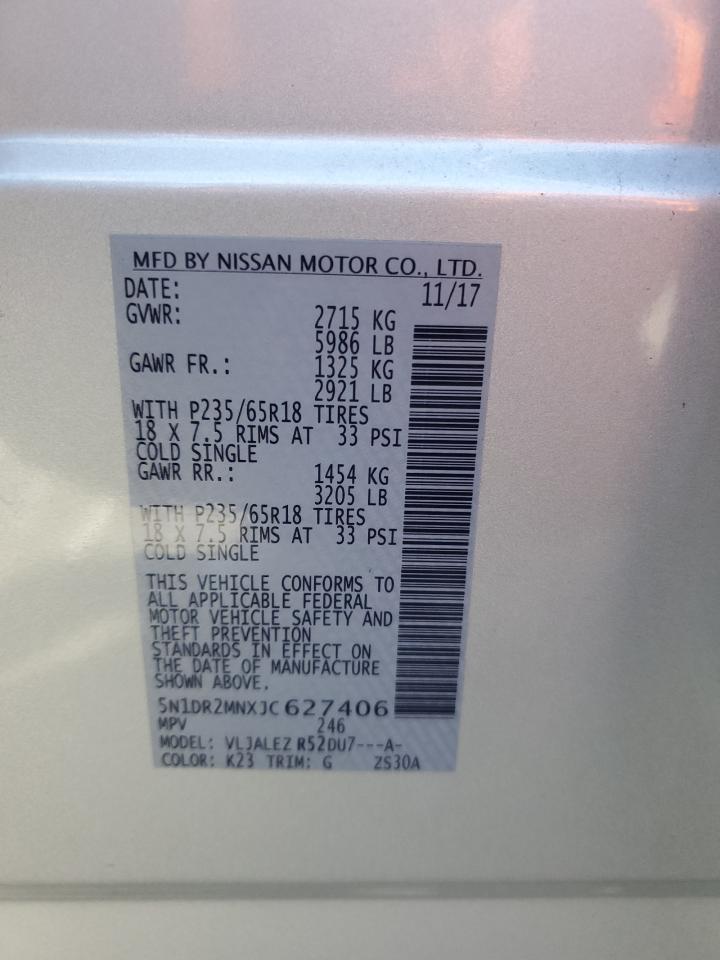 MFD BY NISSAN MOTOR CO., LTD.
DATE: 11/17
GVWR: 2715 KG
5986 LB
GAWR FR.: 1325 KG
2921 LB
WITH P235/65R18 TIRES
18 X 7.5 RIMS AT 33 PSI
COLD SINGLE
GAWR RR.: 1454 KG
3205 LB
WITH P235/65R18 TIRES
18 X 7.5 RIMS AT 33 PSI
COLD SINGLE
THIS VEHICLE CONFORMS TO
ALL APPLICABLE FEDERAL
MOTOR VEHICLE SAFETY AND
THEFT PREVENTION
STANDARDS IN EFFECT ON
THE DATE OF MANUFACTURE
SHOWN ABOVE.
5N1DR2MNXJC627406
MPV 246
MODEL: VLJALEZ R52DU7---A-
COLOR: K23 TRIM: G ZS30A